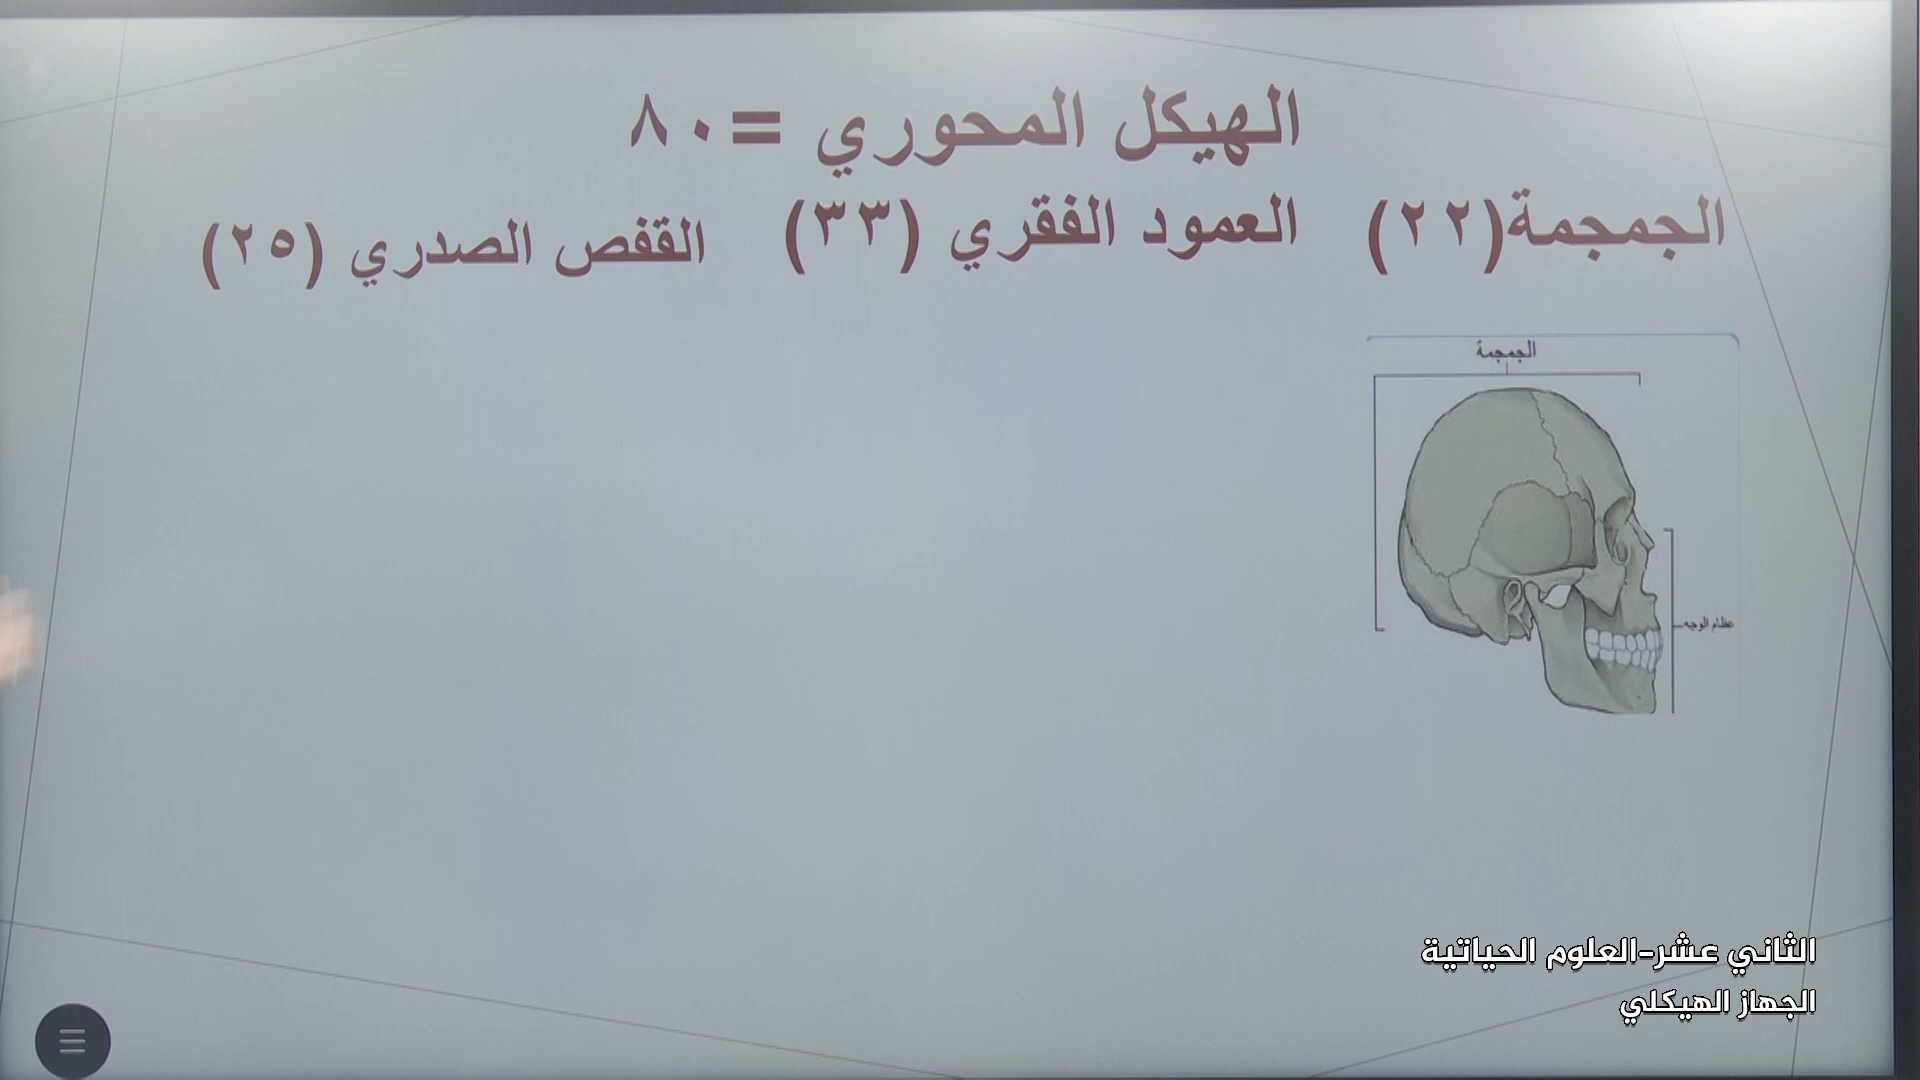 الهيكل المحوري =٨٠
الجمجمة(٢٢) العمود الفقري (٣٣) القفص الصدري (٢٥)
الجمجمة
عظام الوجه
الثاني عشر-العلوم الحياتية
الجهاز الهيكلي